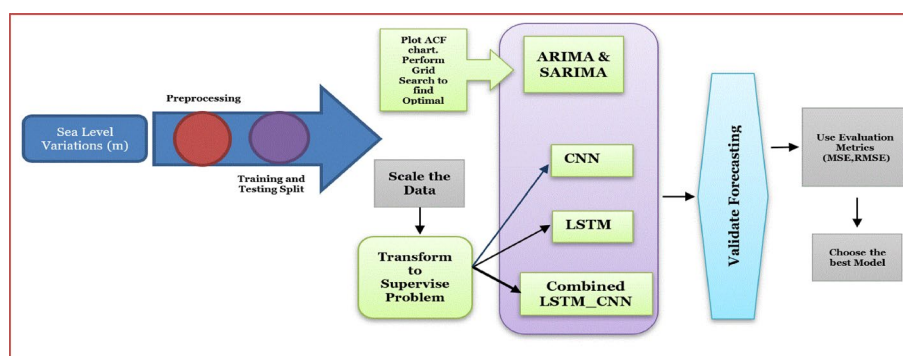 Sea Level
Variations (m)
Preprocessing
Training and
Testing Split
Plot ACF
chart.
Perform
Grid
Search to
find
Optimal
Scale the
Data
Transform
to
Supervise
Problem
ARIMA &
SARIMA
CNN
LSTM
Combined
LSTM_CNN
Validate Forecasting
Use Evaluation
Metrics
(MSE,RMSE)
Choose the
best Model